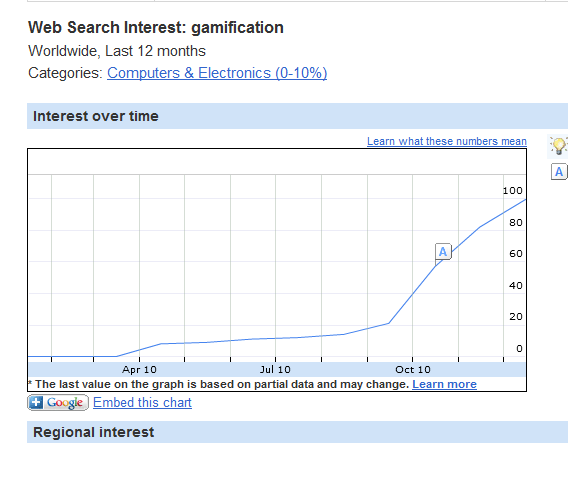 Web Search Interest: gamification
Worldwide, Last 12 months
Categories: Computers & Electronics (0-10%)
Interest over time
Learn what these numbers mean
A
100
80
A
60
40
20
0
Apr 10 Jul 10 Oct 10
* The last value on the graph is based on partial data and may change. Learn more
Google Embed this chart
Regional interest